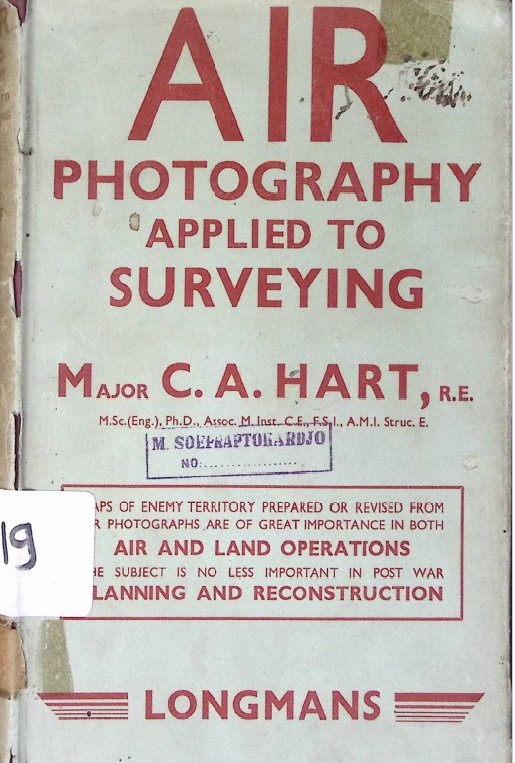 AIR
PHOTOGRAPHY
APPLIED TO
SURVEYING
MAJOR C. A. HART, R.E.
M.Sc.(Eng.), Ph.D., Assoc. M. Inst. C.E., F.S.I., A.M.I. Struc. E.
M. SOEPRAPTOHARDJO
NO:....................
APS OF ENEMY TERRITORY PREPARED OR REVISED FROM
R PHOTOGRAPHS ARE OF GREAT IMPORTANCE IN BOTH
AIR AND LAND OPERATIONS
HE SUBJECT IS NO LESS IMPORTANT IN POST WAR
LANNING AND RECONSTRUCTION
19
LONGMANS